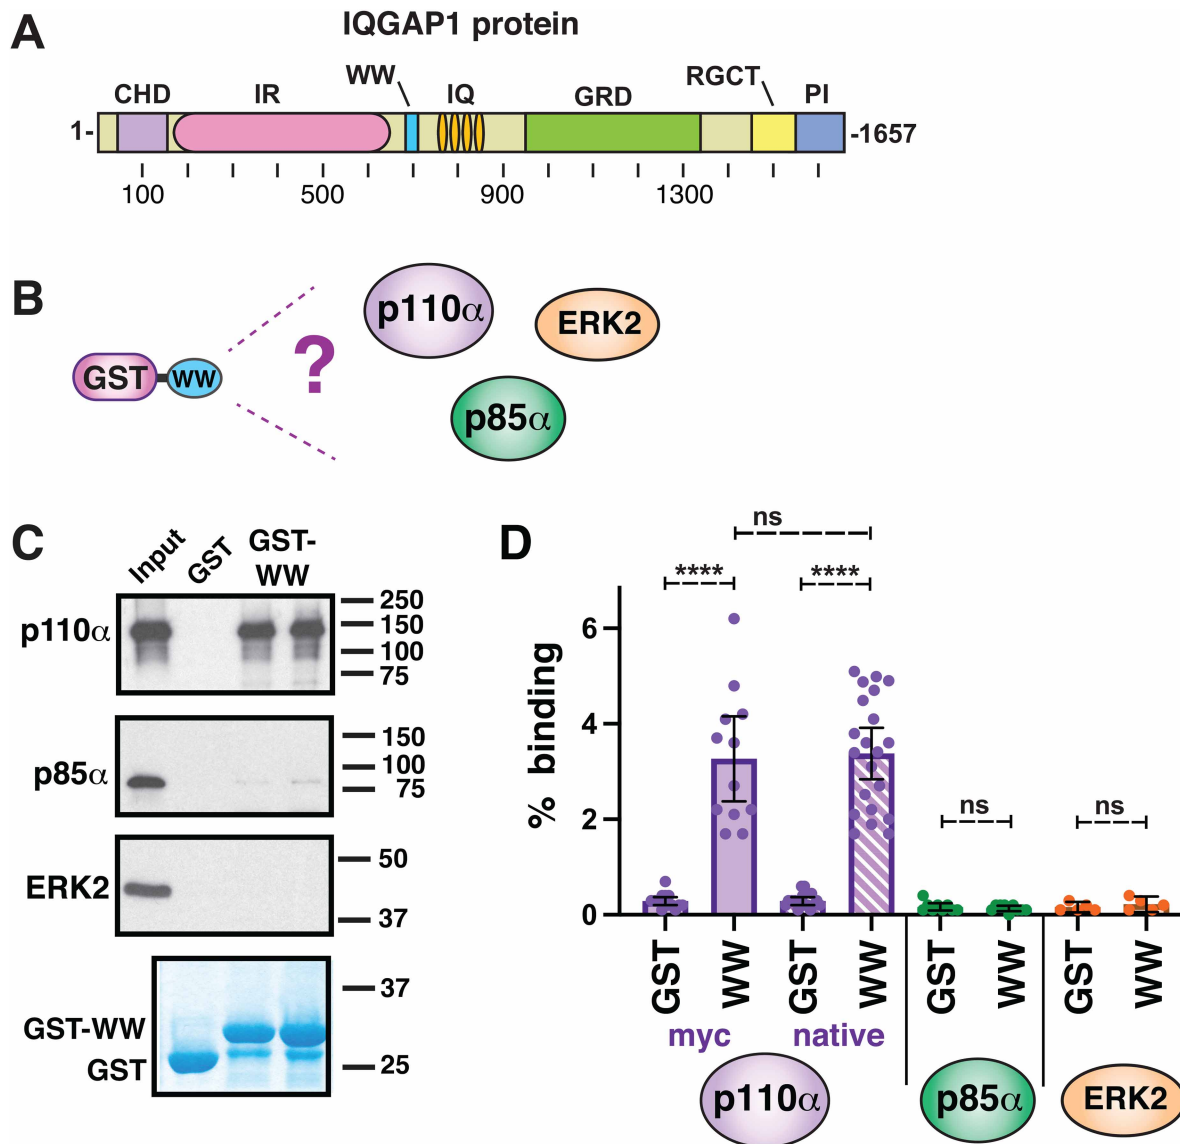 A
IQGAP1 protein
CHD
IR
WW
IQ
GRD
RGCT
PI
1-
-1657
100
500
900
1300
B
GST
WW
?
p110α
ERK2
p85α
C
Input
GST
GST-
WW
p110α
250
150
100
75
p85α
150
100
75
ERK2
50
37
37
GST-WW
GST
25
D
ns
****
****
% binding
6
4
2
0
ns
ns
GST
WW
GST
WW
GST
WW
GST
WW
myc
native
p110α
p85α
ERK2